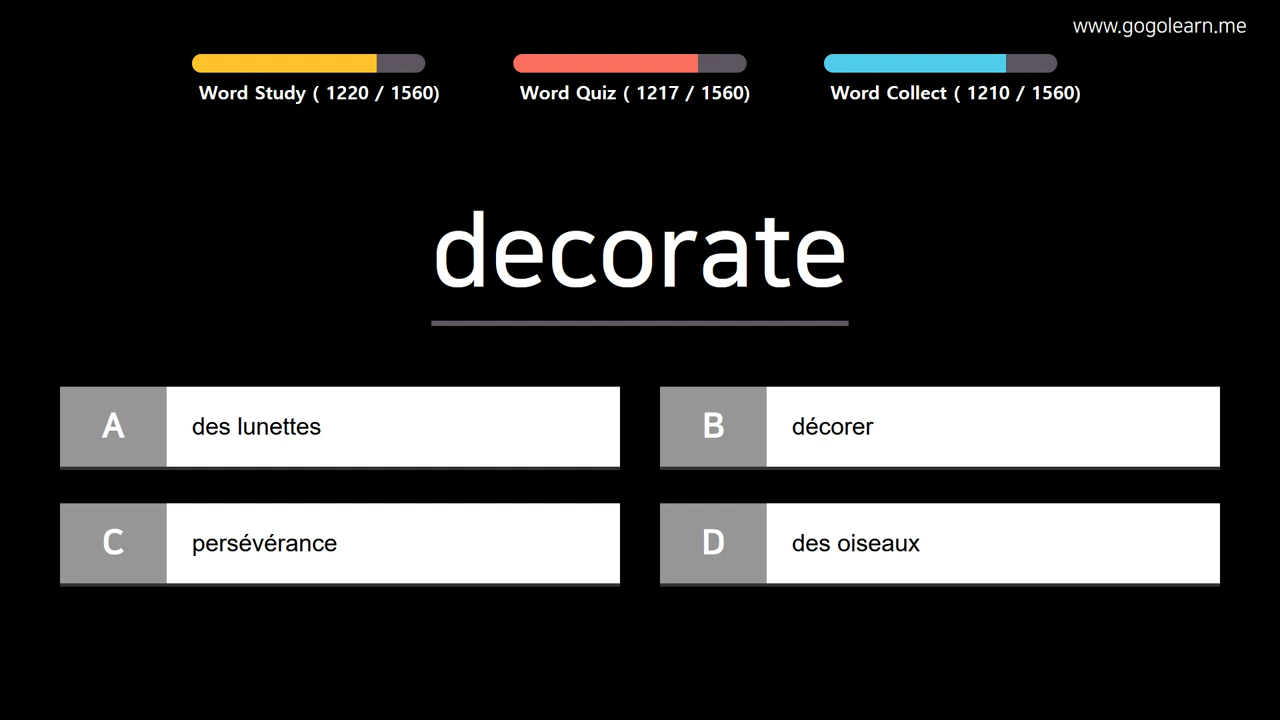 www.gogolearn.me
Word Study ( 1220 / 1560)
Word Quiz ( 1217 / 1560)
Word Collect ( 1210 / 1560)
decorate
A des lunettes
B décorer
C persévérance
D des oiseaux